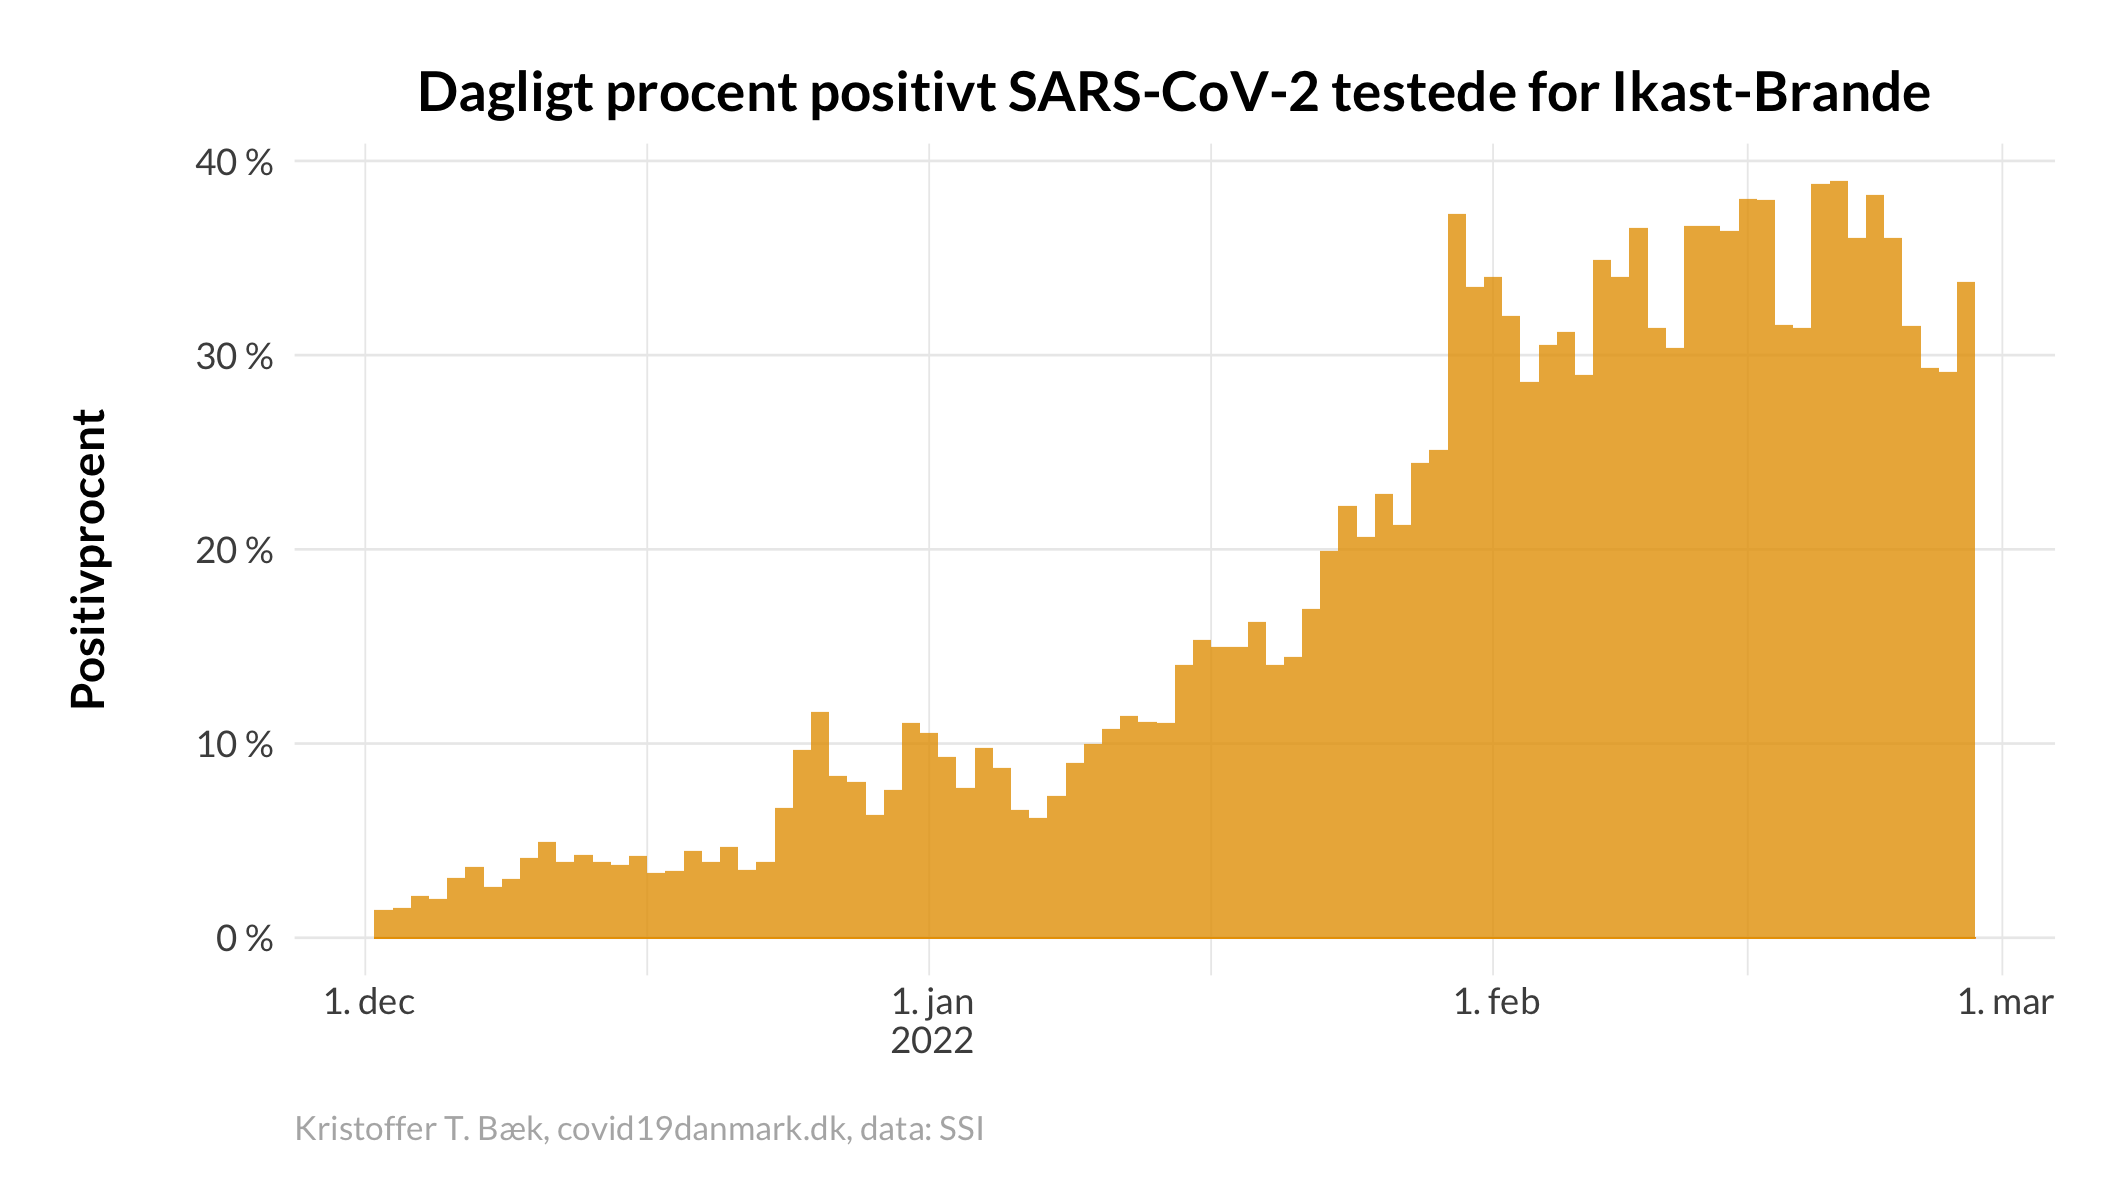 Dagligt procent positivt SARS-CoV-2 testede for Ikast-Brande
Positivprocent
40 %
30 %
20 %
10 %
0 %
1. dec
1. jan
2022
1. feb
1. mar
Kristoffer T. Bæk, covid19danmark.dk, data: SSI